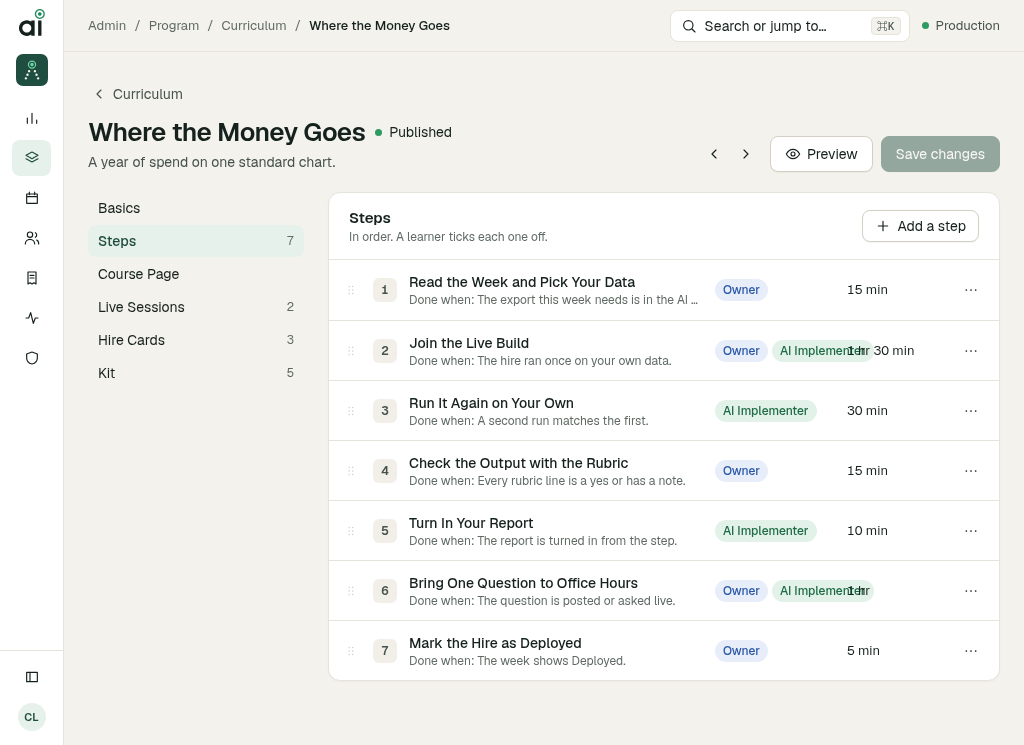 ai
Admin / Program / Curriculum / Where the Money Goes
Search or jump to… ⌘K
Production
Curriculum
Where the Money Goes
Published
A year of spend on one standard chart.
Preview
Save changes
Basics
Steps 7
Course Page
Live Sessions 2
Hire Cards 3
Kit 5
Steps
In order. A learner ticks each one off.
Add a step
1 Read the Week and Pick Your Data Owner 15 min
Done when: The export this week needs is in the AI …
2 Join the Live Build Owner AI Implementer 1 hr 30 min
Done when: The hire ran once on your own data.
3 Run It Again on Your Own AI Implementer 30 min
Done when: A second run matches the first.
4 Check the Output with the Rubric Owner 15 min
Done when: Every rubric line is a yes or has a note.
5 Turn In Your Report AI Implementer 10 min
Done when: The report is turned in from the step.
6 Bring One Question to Office Hours Owner AI Implementer 1 hr
Done when: The question is posted or asked live.
7 Mark the Hire as Deployed Owner 5 min
Done when: The week shows Deployed.
CL